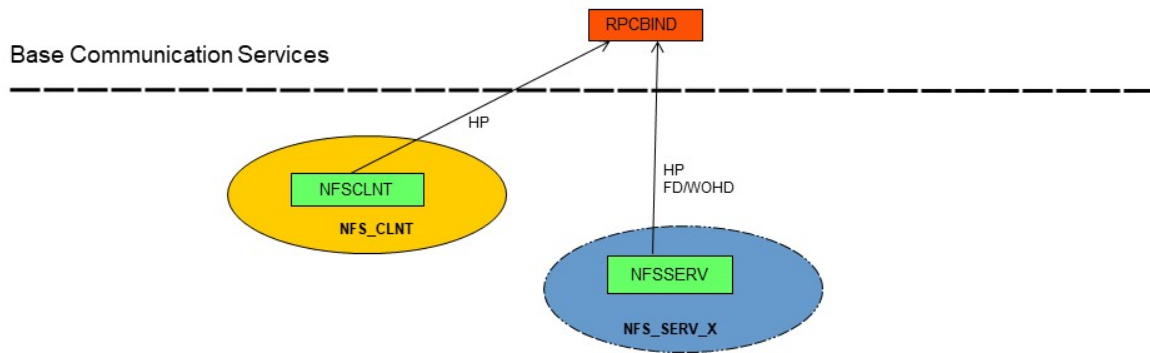 RPCBIND
Base Communication Services
HP
NFSCLNT
NFS_CLNT
HP
FD/WOHD
NFSSERV
NFS_SERV_X